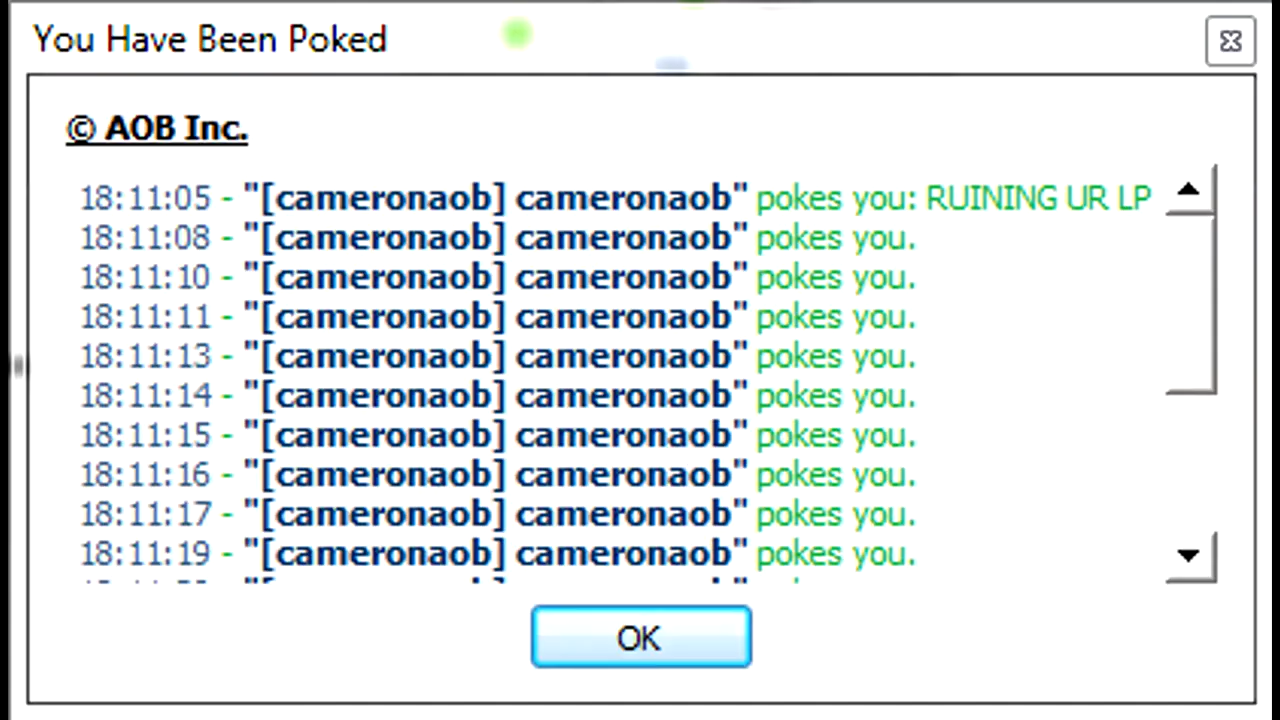 You Have Been Poked
© AOB Inc.
18:11:05 - "[cameronaob] cameronaob" pokes you: RUINING UR LP
18:11:08 - "[cameronaob] cameronaob" pokes you.
18:11:10 - "[cameronaob] cameronaob" pokes you.
18:11:11 - "[cameronaob] cameronaob" pokes you.
18:11:13 - "[cameronaob] cameronaob" pokes you.
18:11:14 - "[cameronaob] cameronaob" pokes you.
18:11:15 - "[cameronaob] cameronaob" pokes you.
18:11:16 - "[cameronaob] cameronaob" pokes you.
18:11:17 - "[cameronaob] cameronaob" pokes you.
18:11:19 - "[cameronaob] cameronaob" pokes you.
OK